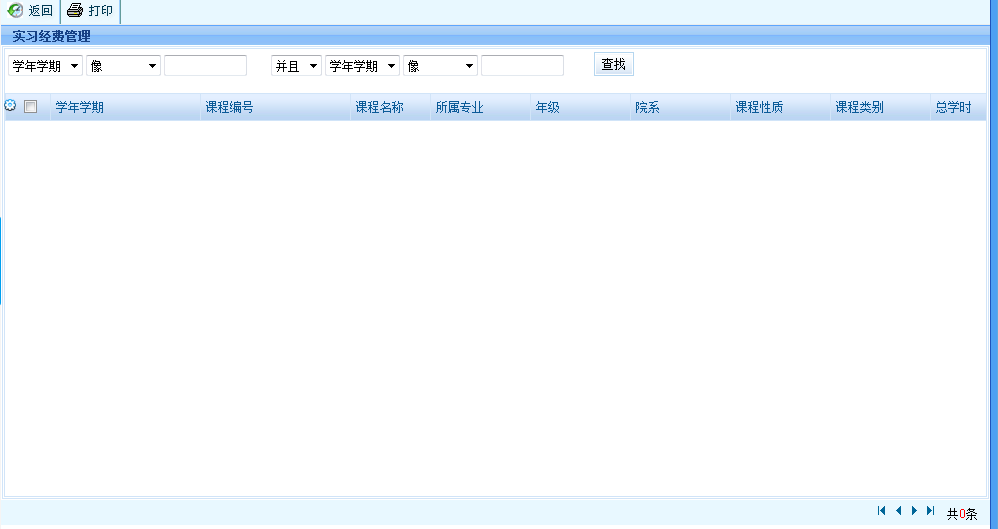 返回 打印
实习经费管理
学年学期 像 并且 学年学期 像 查找
学年学期 课程编号 课程名称 所属专业 年级 院系 课程性质 课程类别 总学时
共0条